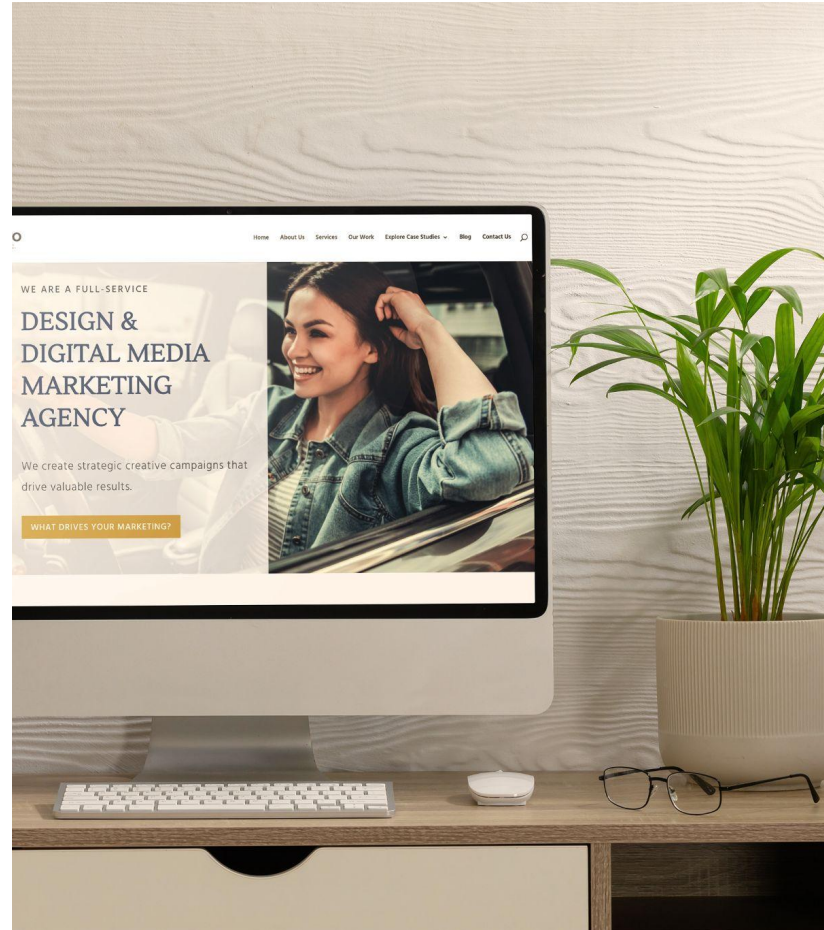 O
Home About Us Services Our Work Explore Case Studies Blog Contact Us
WE ARE A FULL-SERVICE
DESIGN &
DIGITAL MEDIA
MARKETING
AGENCY
We create strategic creative campaigns that
drive valuable results.
WHAT DRIVES YOUR MARKETING?